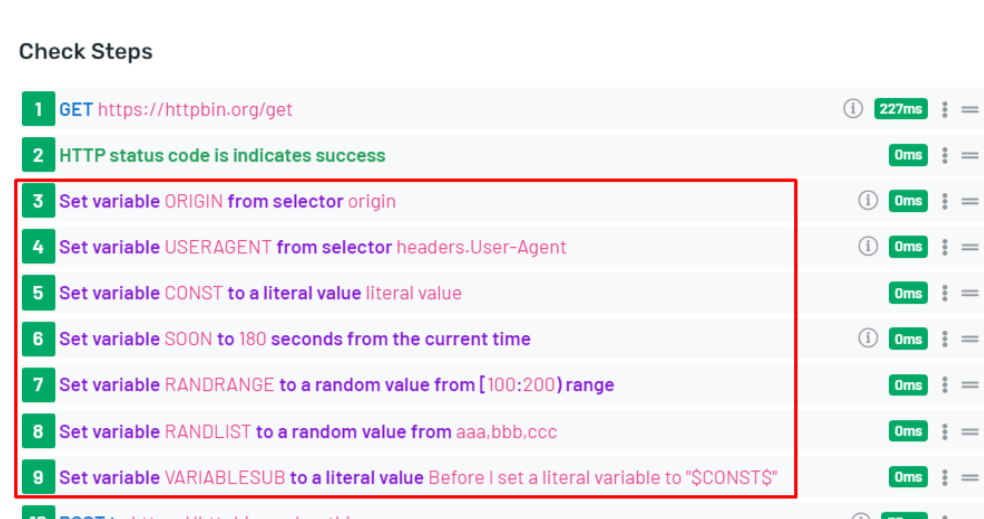 Check Steps
1 GET https://httpbin.org/get 227ms
2 HTTP status code is indicates success 0ms
3 Set variable ORIGIN from selector origin 0ms
4 Set variable USERAGENT from selector headers.User-Agent 0ms
5 Set variable CONST to a literal value literal value 0ms
6 Set variable SOON to 180 seconds from the current time 0ms
7 Set variable RANDRANGE to a random value from [100:200) range 0ms
8 Set variable RANDLIST to a random value from aaa,bbb,ccc 0ms
9 Set variable VARIABLESUB to a literal value Before I set a literal variable to "$CONST$" 0ms